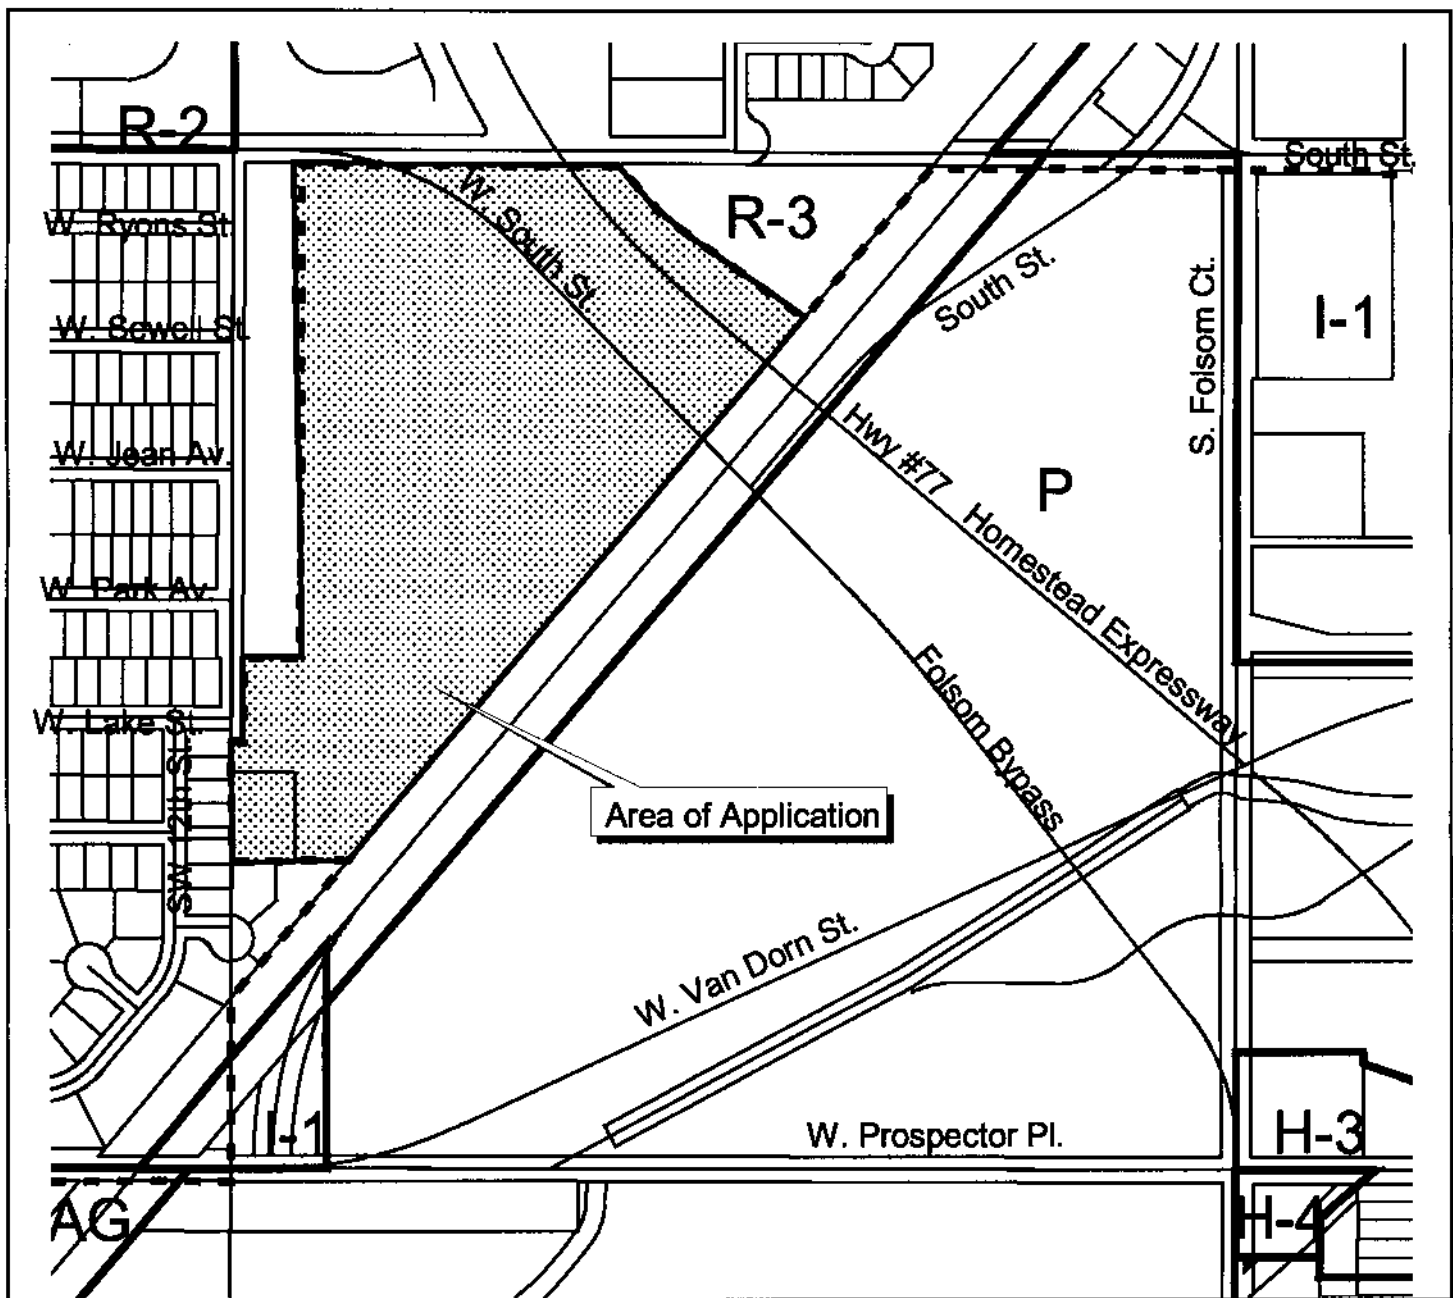 R-2
South St.
W. South St.
R-3
W. Ryons St.
South St.
S. Folsom Ct.
I-1
W. Sewell St.
Hwy #77
P
W. Jean Av.
Homestead Expressway
W. Park Av.
Folsom Bypass
W. Lake St.
SW 12th St.
Area of Application
W. Van Dorn St.
I-1
W. Prospector Pl.
H-3
AG
H-4